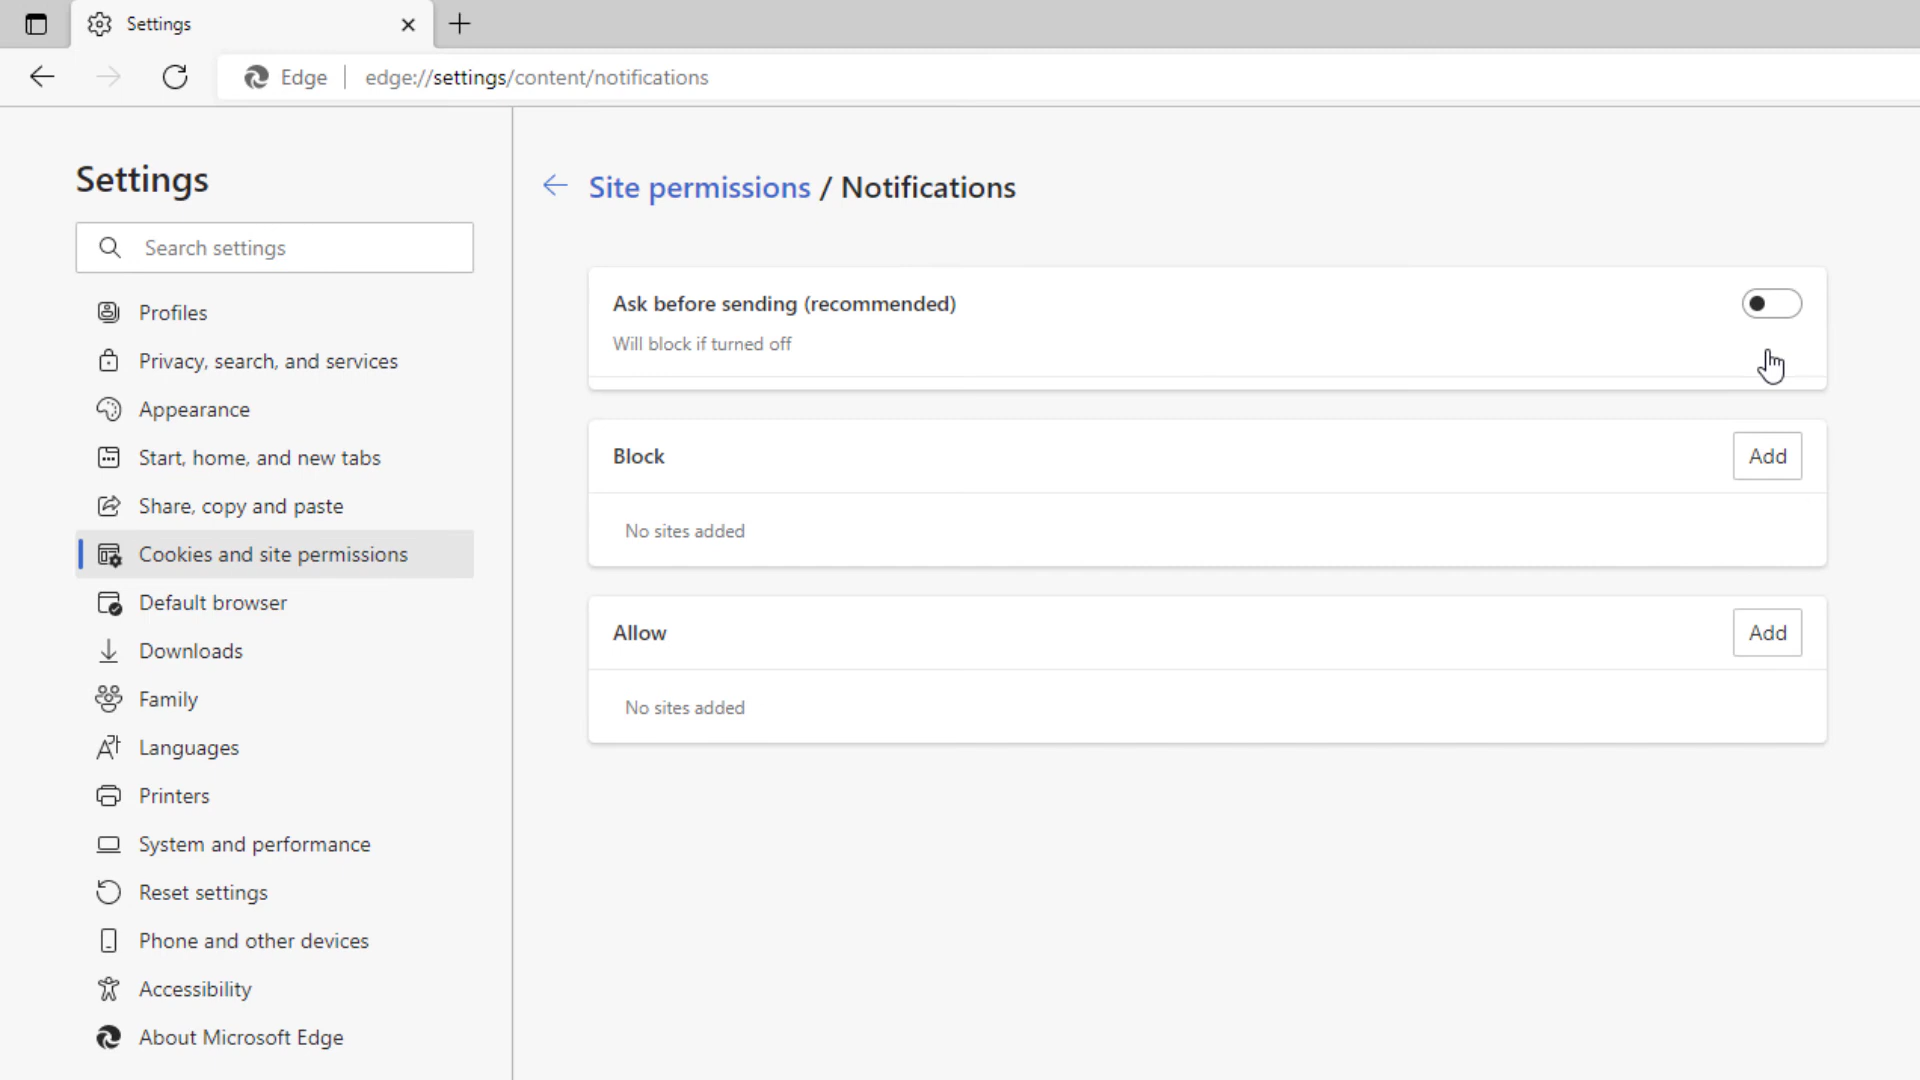 Settings
Edge
edge://settings/content/notifications
Settings
Search settings
Profiles
Privacy, search, and services
Appearance
Start, home, and new tabs
Share, copy and paste
Cookies and site permissions
Default browser
Downloads
Family
Languages
Printers
System and performance
Reset settings
Phone and other devices
Accessibility
About Microsoft Edge
Site permissions / Notifications
Ask before sending (recommended)
Will block if turned off
Block
Add
No sites added
Allow
Add
No sites added